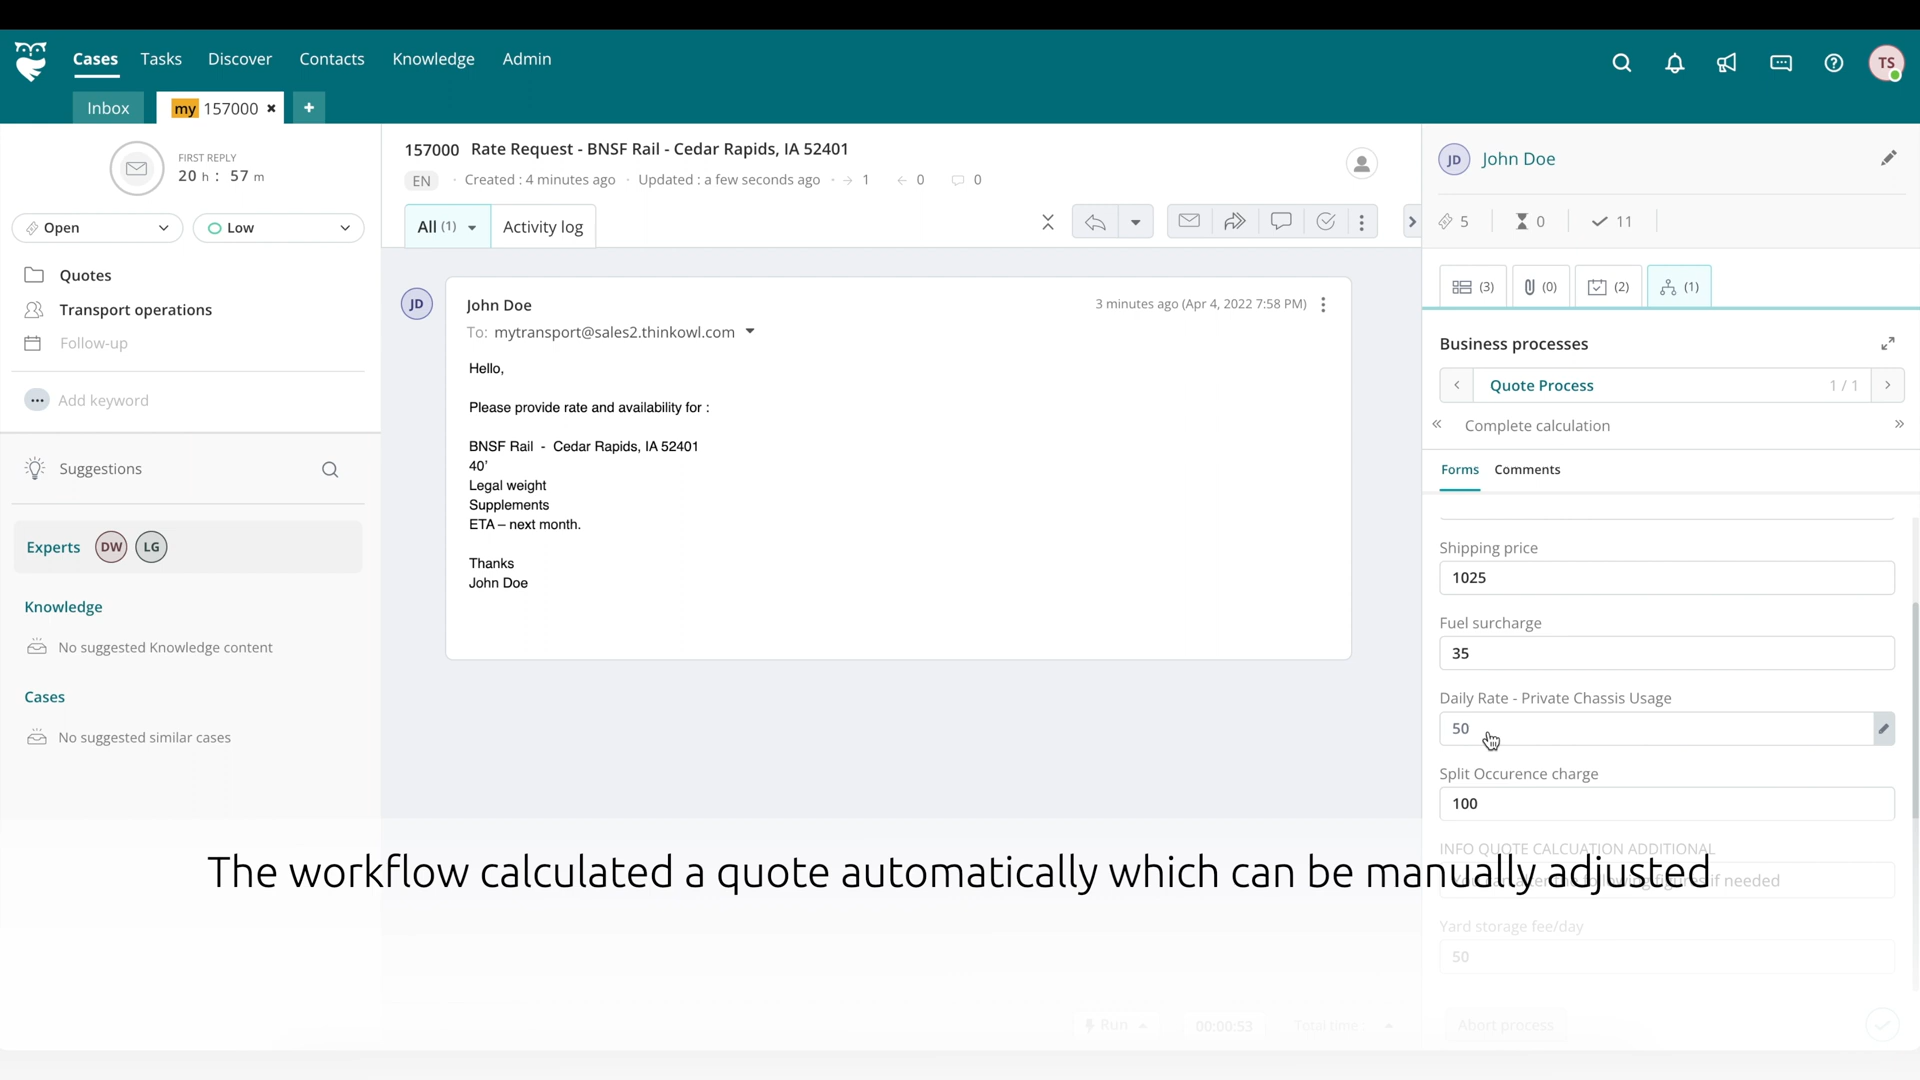 Cases Tasks Discover Contacts Knowledge Admin
TS
Inbox my 157000
FIRST REPLY
20 h : 57 m
Open Low
Quotes
Transport operations
Follow-up
Add keyword
Suggestions
Experts DW LG
Knowledge
No suggested Knowledge content
Cases
No suggested similar cases
157000 Rate Request - BNSF Rail - Cedar Rapids, IA 52401
EN · Created : 4 minutes ago · Updated : a few seconds ago · 1 0 0
All (1) Activity log
JD
John Doe
3 minutes ago (Apr 4, 2022 7:58 PM)
To: mytransport@sales2.thinkowl.com
Hello,
Please provide rate and availability for :
BNSF Rail - Cedar Rapids, IA 52401
40'
Legal weight
Supplements
ETA – next month.
Thanks
John Doe
JD John Doe
5 0 11
(3) (0) (2) (1)
Business processes
Quote Process 1 / 1
Complete calculation
Forms Comments
Shipping price
1025
Fuel surcharge
35
Daily Rate - Private Chassis Usage
50
Split Occurence charge
100
INFO QUOTE CALCUATION ADDITIONAL
if needed
Yard storage fee/day
50
The workflow calculated a quote automatically which can be manually adjusted
Run 00:00:53 Total time Abort process